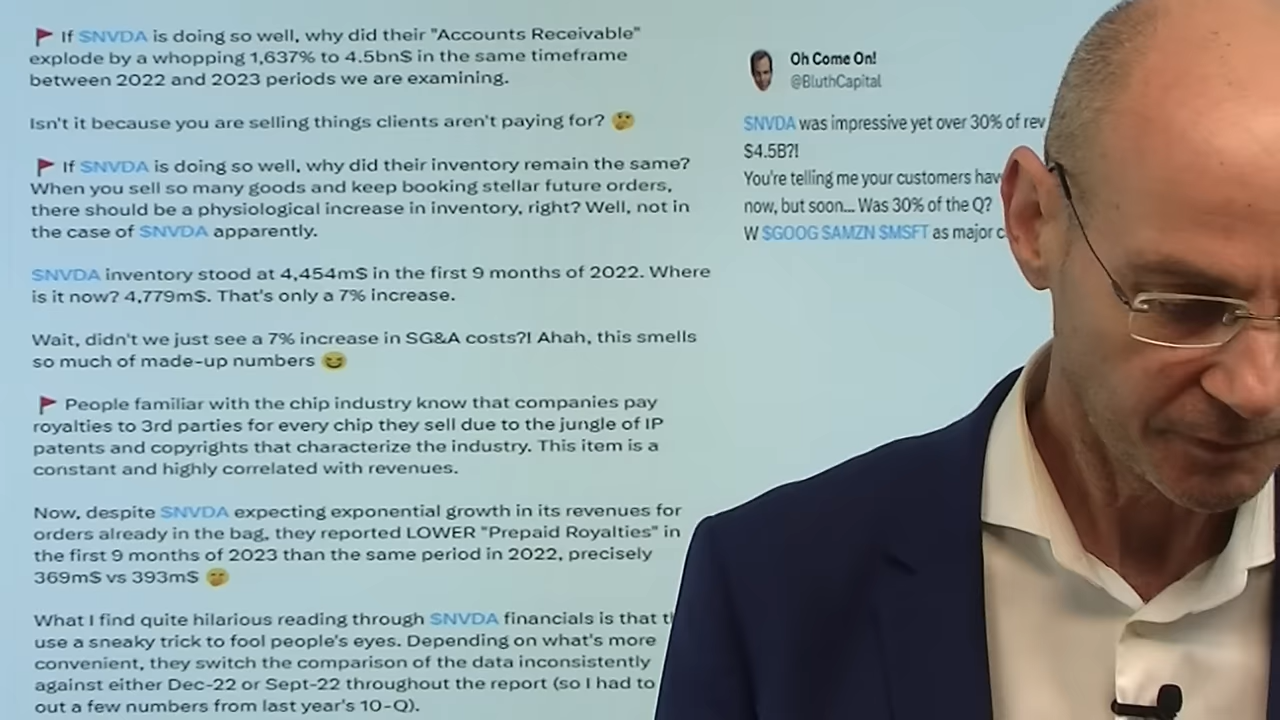 🚩 If $NVDA is doing so well, why did their "Accounts Receivable"
explode by a whopping 1,637% to 4.5bn$ in the same timeframe
between 2022 and 2023 periods we are examining.
Isn't it because you are selling things clients aren't paying for? 🤔
🚩 If $NVDA is doing so well, why did their inventory remain the same?
When you sell so many goods and keep booking stellar future orders,
there should be a physiological increase in inventory, right? Well, not in
the case of $NVDA apparently.
$NVDA inventory stood at 4,454m$ in the first 9 months of 2022. Where
is it now? 4,779m$. That's only a 7% increase.
Wait, didn't we just see a 7% increase in SG&A costs?! Ahah, this smells
so much of made-up numbers 😆
🚩 People familiar with the chip industry know that companies pay
royalties to 3rd parties for every chip they sell due to the jungle of IP
patents and copyrights that characterize the industry. This item is a
constant and highly correlated with revenues.
Now, despite $NVDA expecting exponential growth in its revenues for
orders already in the bag, they reported LOWER "Prepaid Royalties" in
the first 9 months of 2023 than the same period in 2022, precisely
369m$ vs 393m$ 🤭
What I find quite hilarious reading through $NVDA financials is that
use a sneaky trick to fool people's eyes. Depending on what's more
convenient, they switch the comparison of the data inconsistently
against either Dec-22 or Sept-22 throughout the report (so I had to
out a few numbers from last year's 10-Q).
Oh Come On!
@BluthCapital
$NVDA was impressive yet over 30% of rev
$4.5B?!
You're telling me your customers hav
now, but soon... Was 30% of the Q?
W $GOOG $AMZN $MSFT as major c